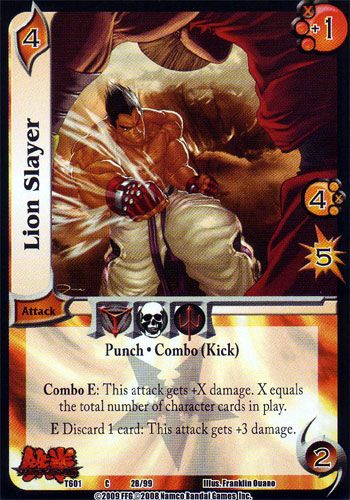 4
+1
Lion Slayer
4
5
Attack
Punch • Combo (Kick)
Combo E: This attack gets +X damage. X equals
the total number of character cards in play.
E Discard 1 card: This attack gets +3 damage.
2
鉄拳
T601 C 28/99 Illus. Franklin Ouano
©2009 FFG ©2008 Namco Bandai Games Inc.